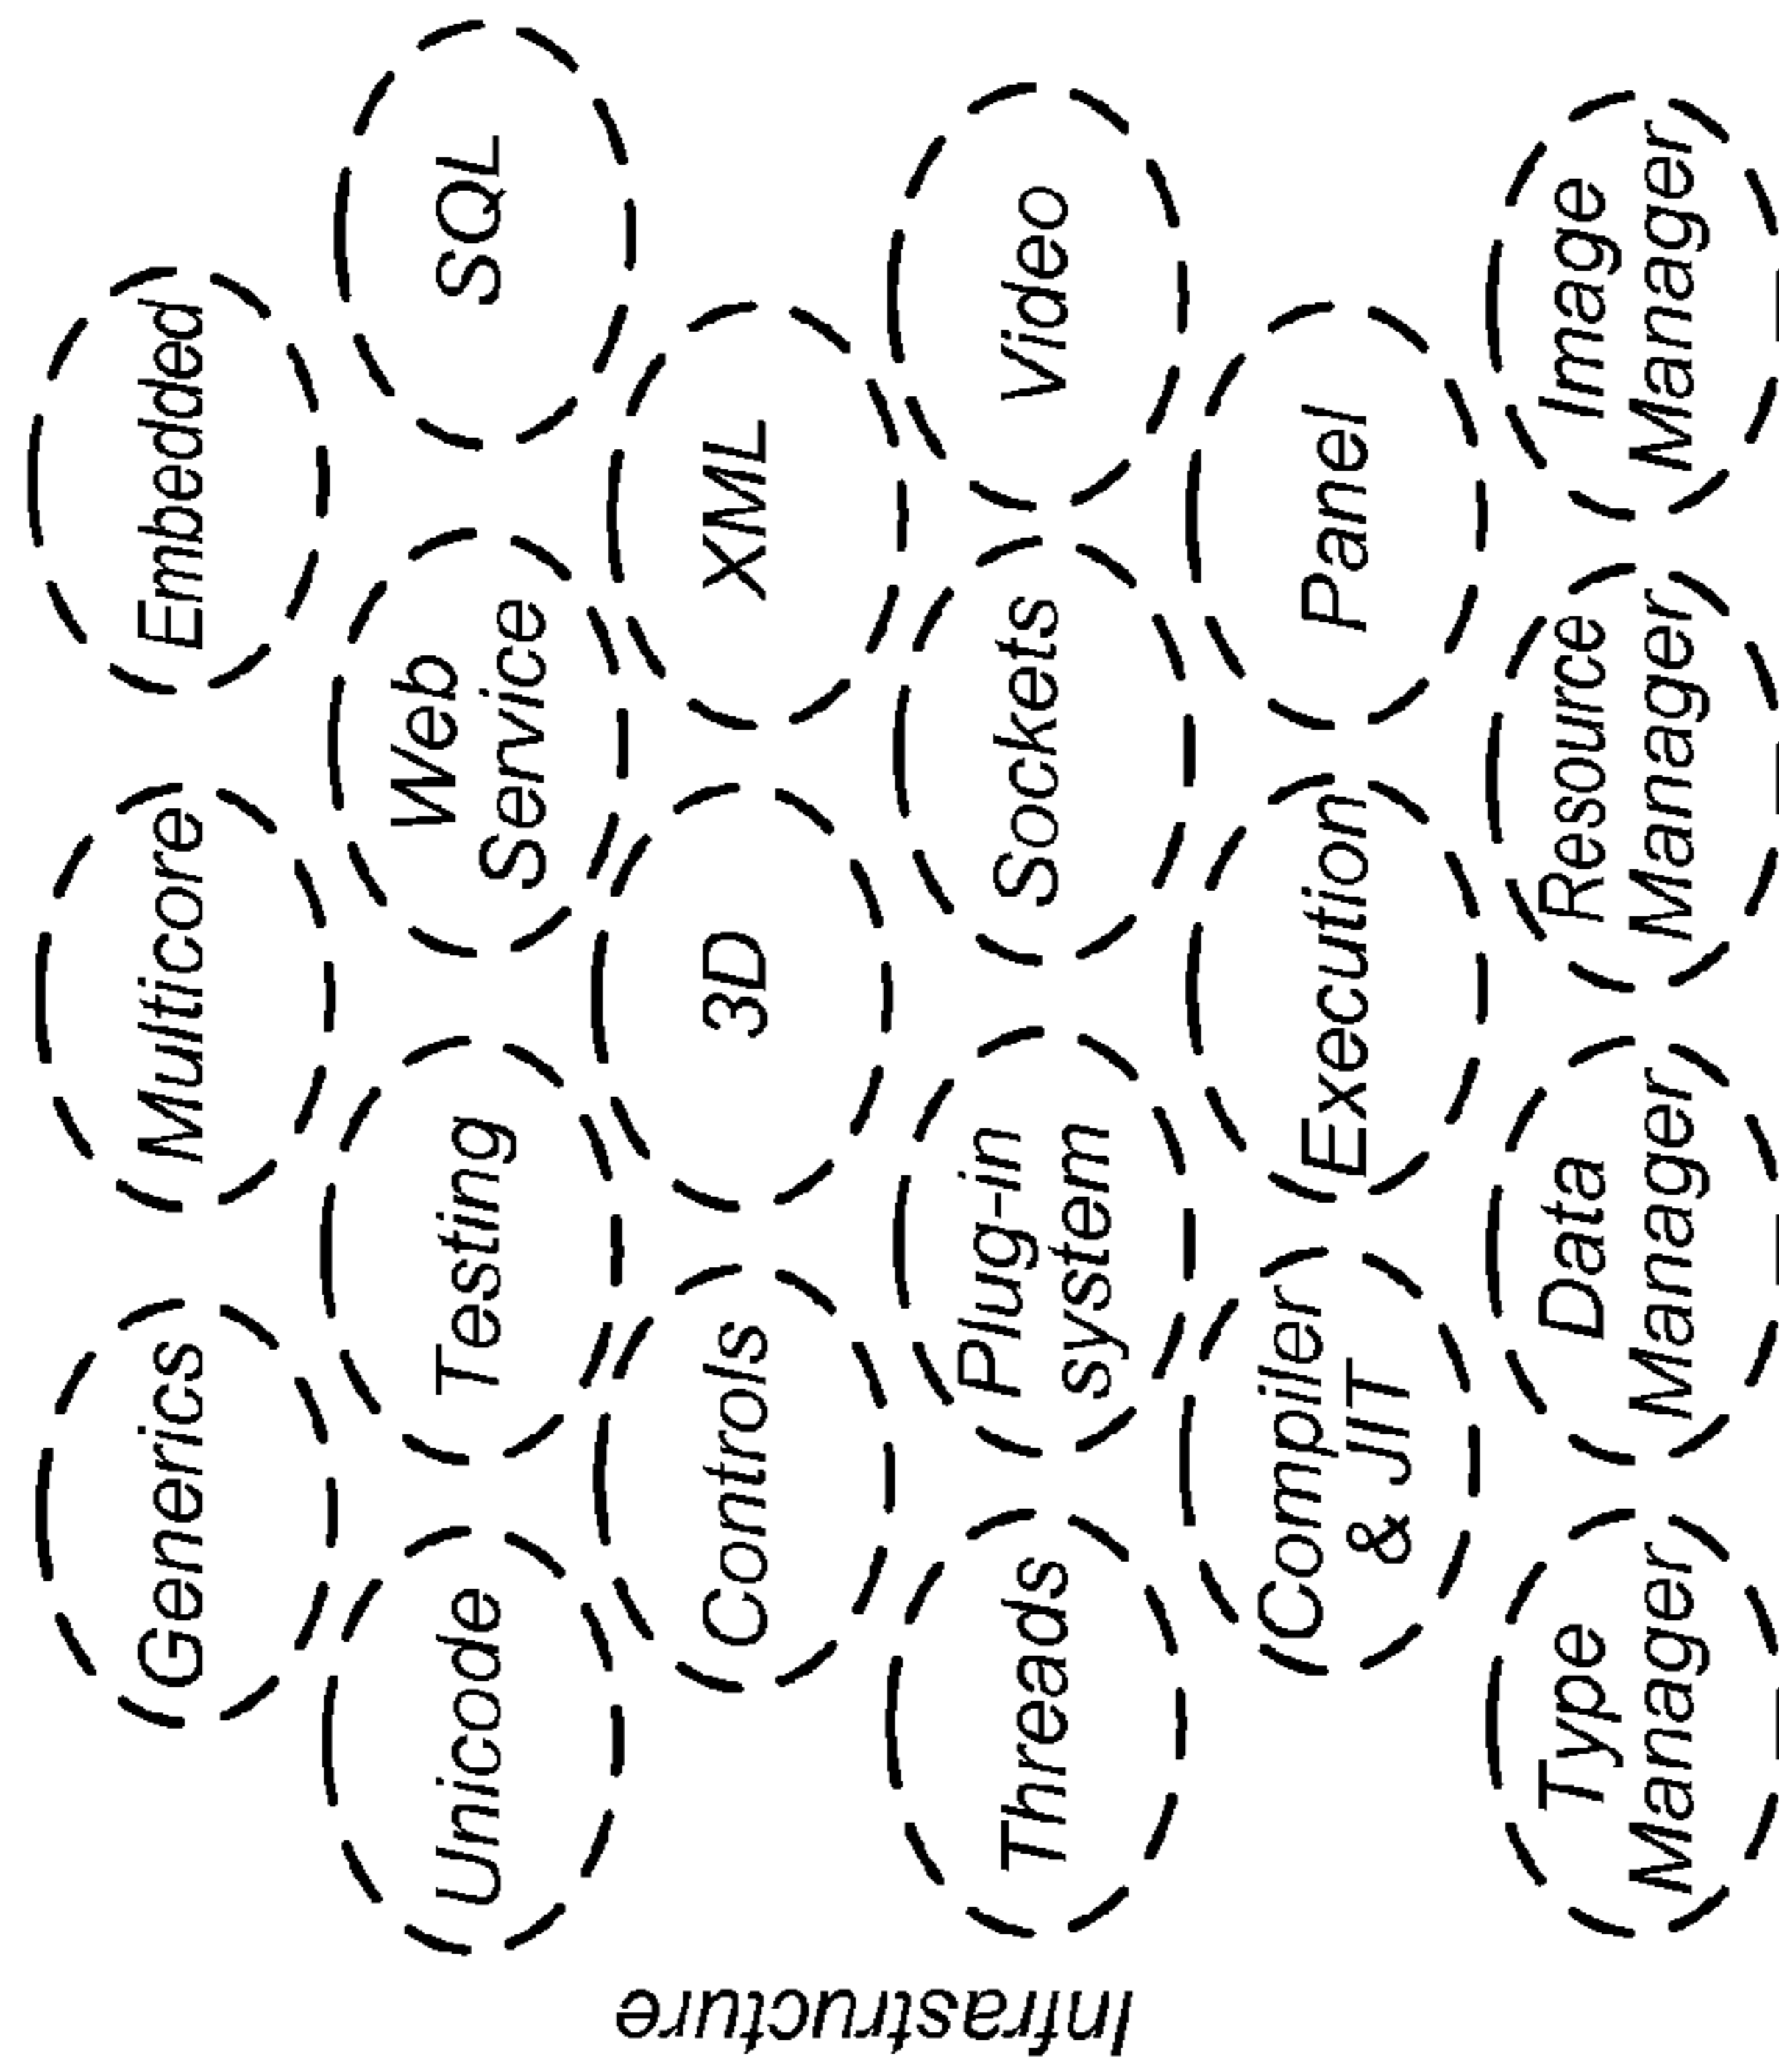 Generics
Multicore
Embedded
Unicode
Testing
Web
Service
SQL
Controls
3D
XML
Threads
Plug-in
system
Sockets
Video
Compiler
& JIT
Execution
Panel
Type
Manager
Data
Manager
Resource
Manager
Image
Manager
Infrastructure